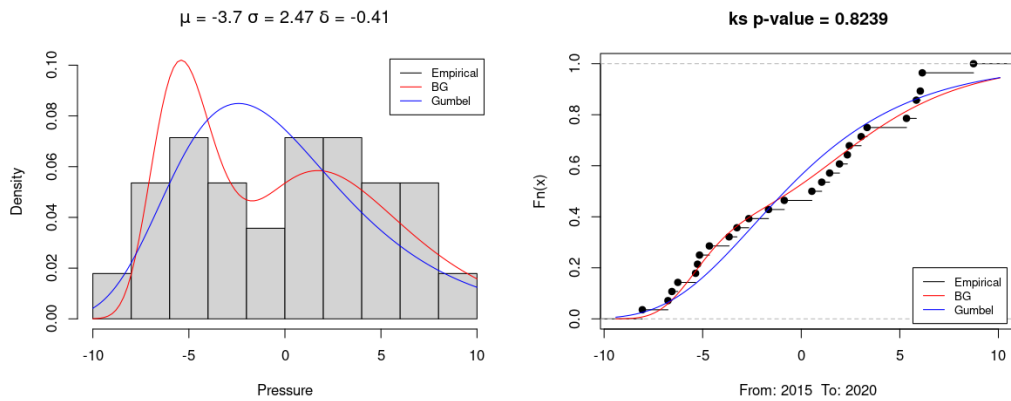 μ = -3.7 σ = 2.47 δ = -0.41
Density
0.00 0.02 0.04 0.06 0.08 0.10
Empirical
BG
Gumbel
-10 -5 0 5 10
Pressure
ks p-value = 0.8239
Fn(x)
0.0 0.2 0.4 0.6 0.8 1.0
Empirical
BG
Gumbel
-10 -5 0 5 10
From: 2015 To: 2020